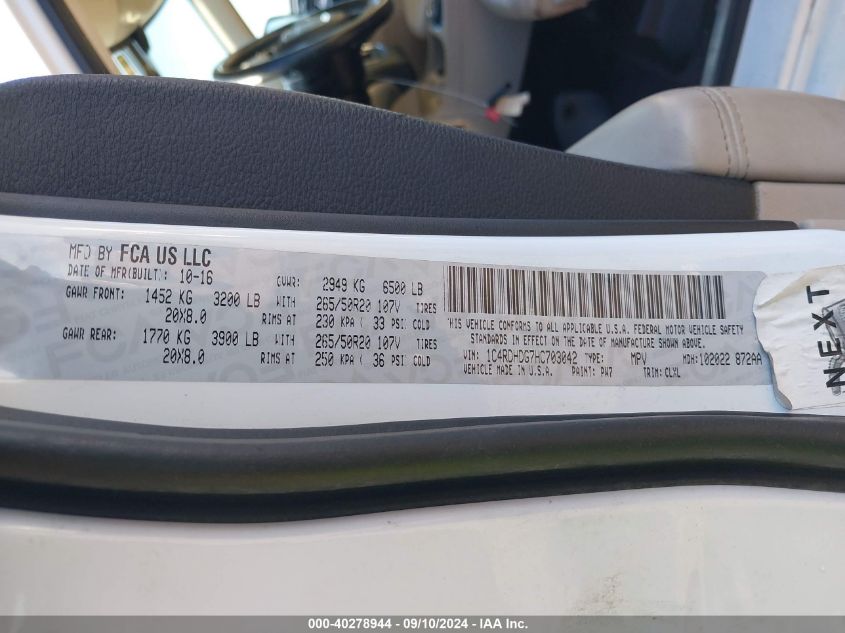 MFD BY FCA US LLC
DATE OF MFR(BUILT): 10-16 GVWR: 2949 KG 6500 LB
GAWR FRONT: 1452 KG 3200 LB WITH 265/50R20 107V TIRES
20X8.0 RIMS AT 230 KPA ( 33 PSI COLD
GAWR REAR: 1770 KG 3900 LB WITH 265/50R20 107V TIRES
20X8.0 RIMS AT 250 KPA ( 36 PSI COLD
HIS VEHICLE CONFORMS TO ALL APPLICABLE U.S.A. FEDERAL MOTOR VEHICLE SAFETY
STANDARDS IN EFFECT ON THE DATE OF MANUFACTURE SHOWN ABOVE.
VIN: 1C4RDHDG7HC703042 TYPE: MPV MDH: 102022 872AA
VEHICLE MADE IN U.S.A. PAINT: PW7 TRIM: CLXL
NEXT
000-40278944 - 09/10/2024 - IAA Inc.